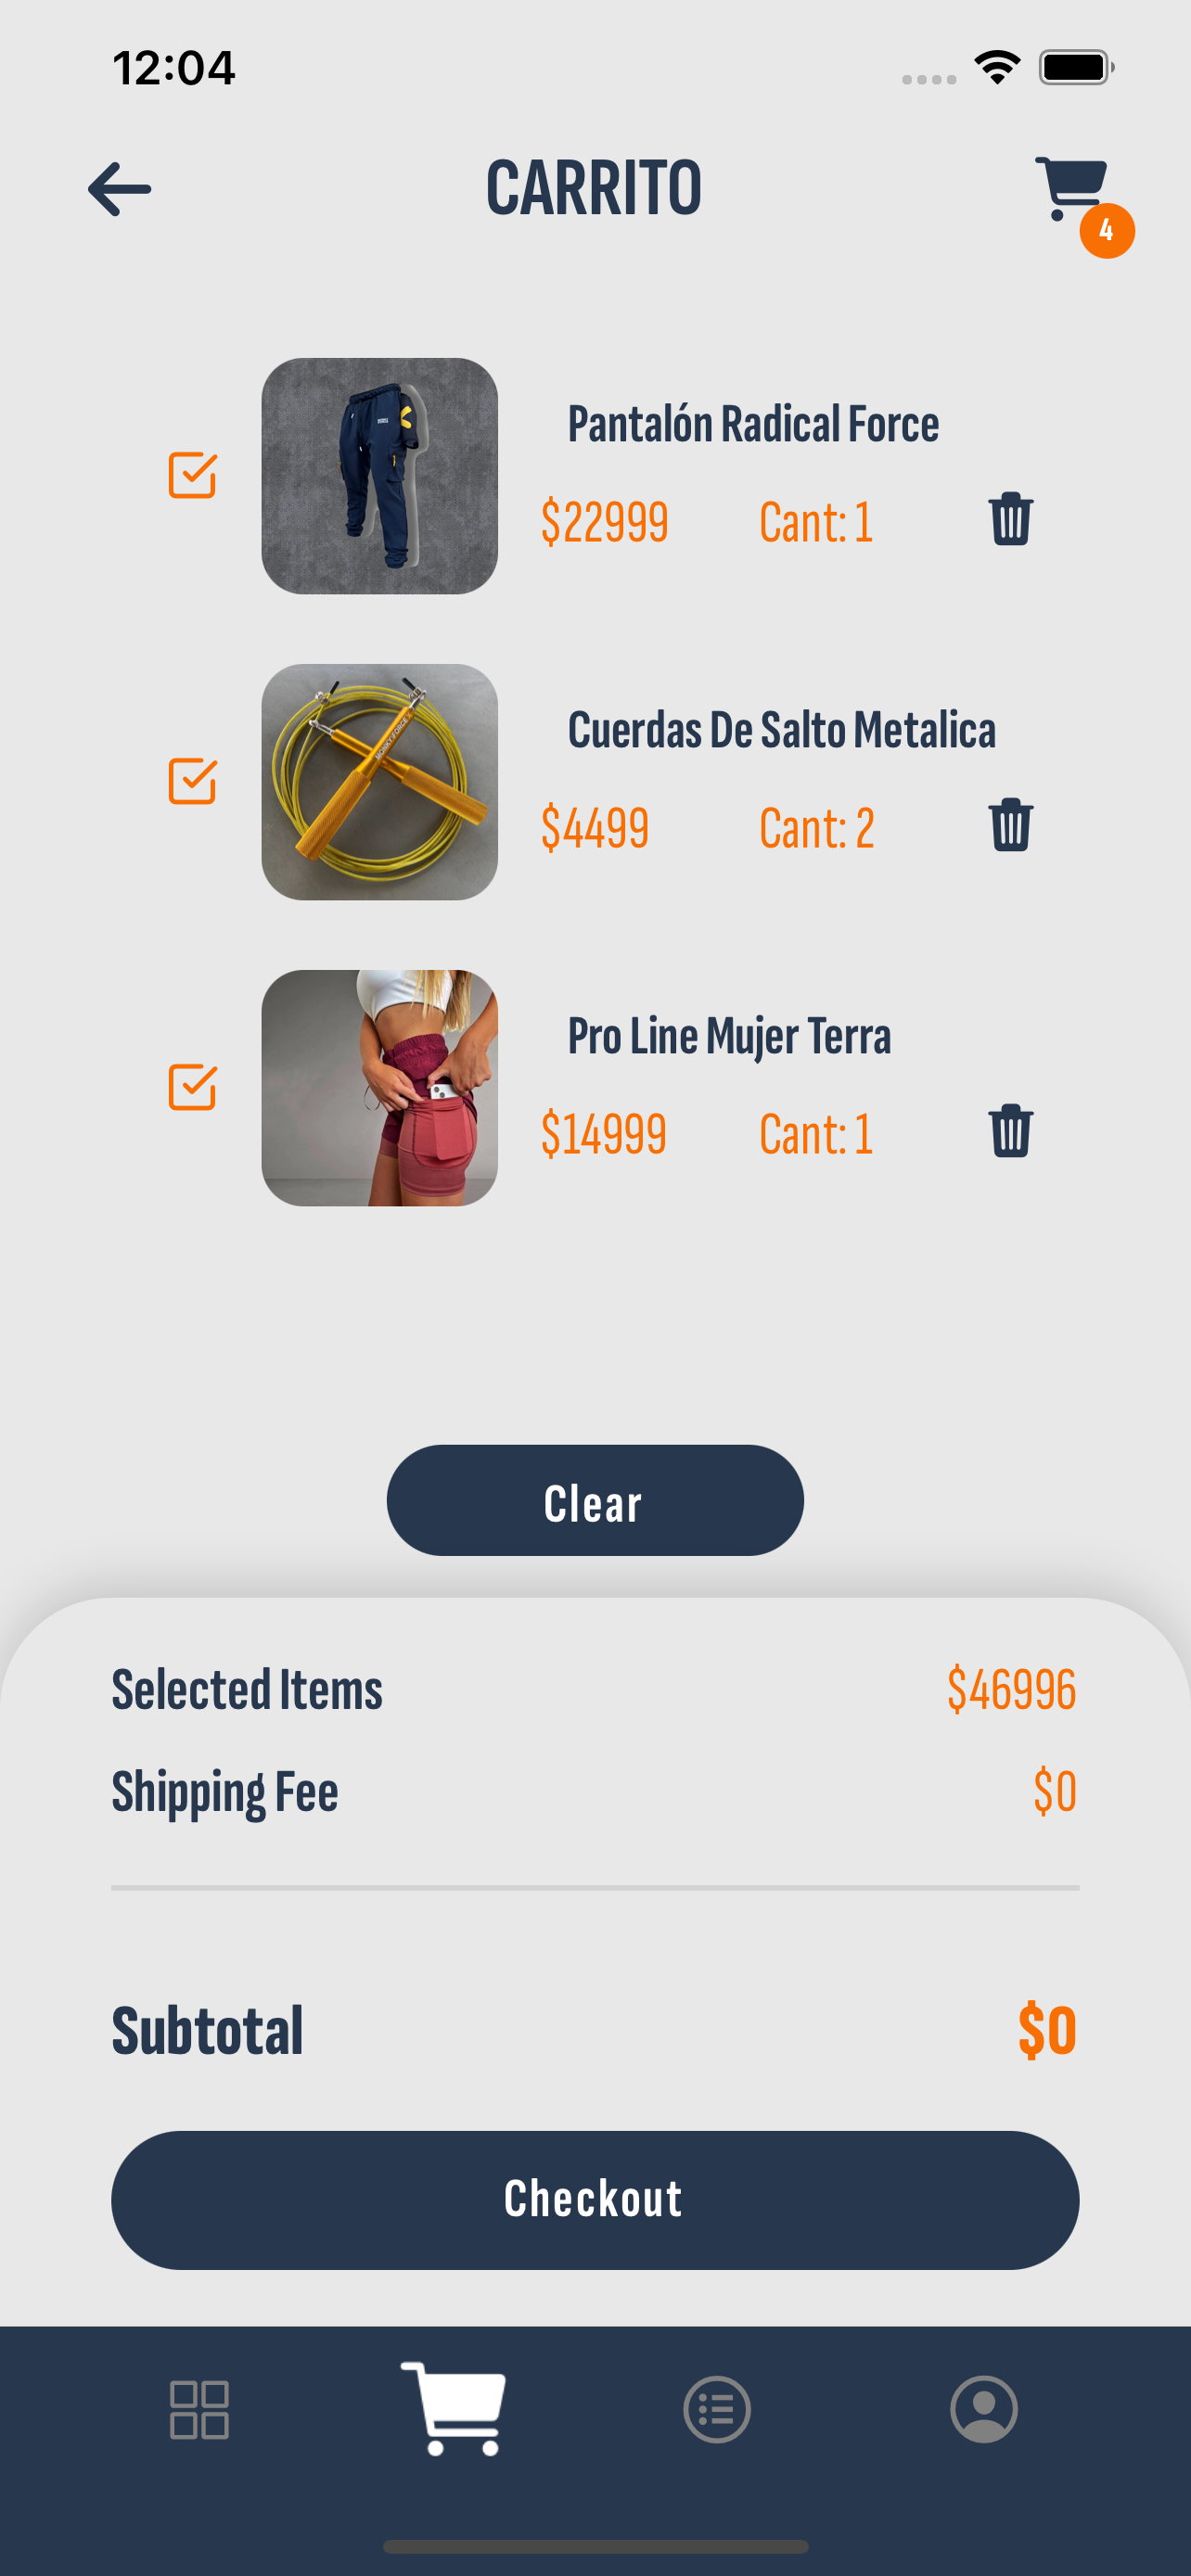 12:04
CARRITO
4
Pantalón Radical Force
$22999 Cant: 1
Cuerdas De Salto Metalica
$4499 Cant: 2
Pro Line Mujer Terra
$14999 Cant: 1
Clear
Selected Items $46996
Shipping Fee $0
Subtotal $0
Checkout